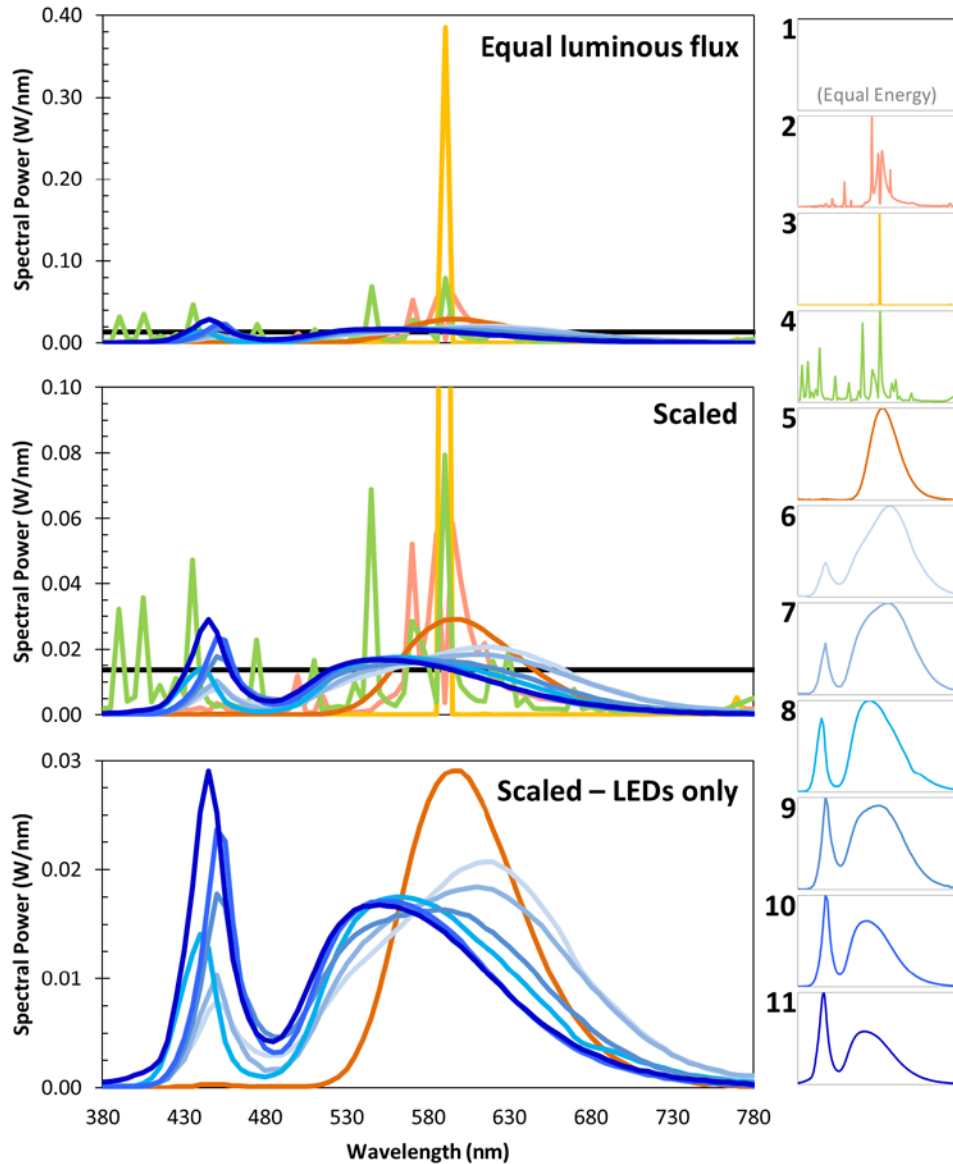 Equal luminous flux
Spectral Power (W/nm)
0.40
0.30
0.20
0.10
0.00
Scaled
Spectral Power (W/nm)
0.10
0.08
0.06
0.04
0.02
0.00
Scaled – LEDs only
Spectral Power (W/nm)
0.03
0.02
0.01
0.00
380 430 480 530 580 630 680 730 780
Wavelength (nm)
1
(Equal Energy)
2
3
4
5
6
7
8
9
10
11